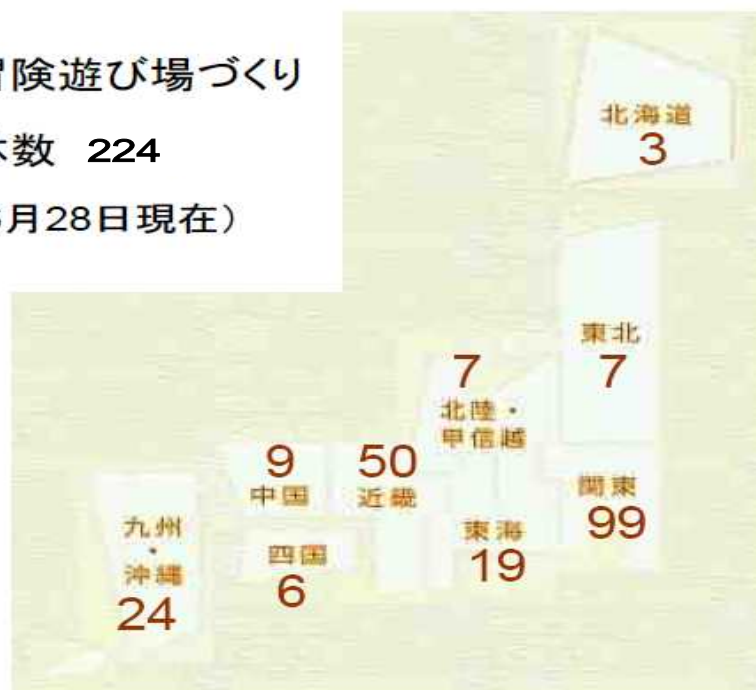 険遊び場づくり
数 224
月28日現在）
北海道
3
東北
7
7
北陸・
甲信越
9
中国
50
近畿
関東
99
九州
・
沖縄
24
四国
6
東海
19